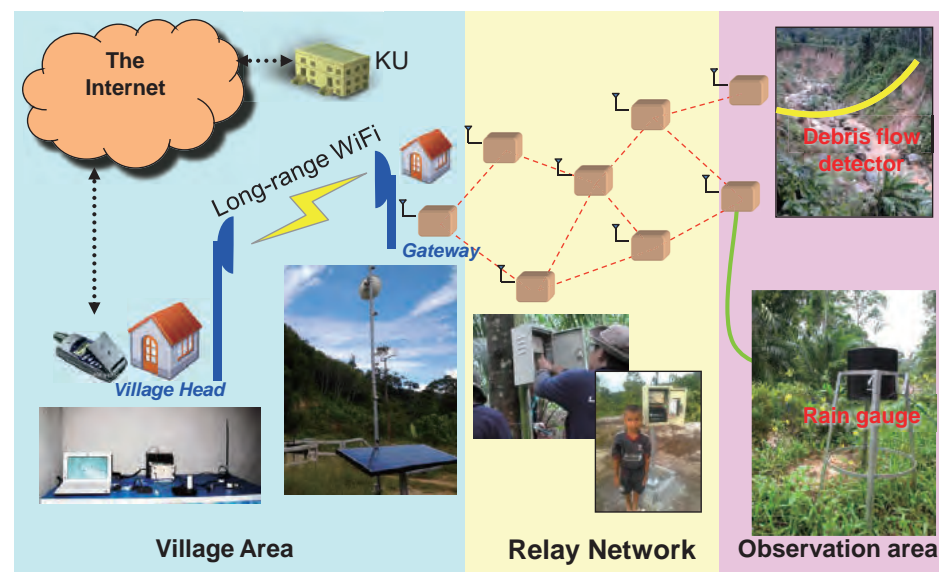 The
Internet
KU
Long-range WiFi
Gateway
Village Head
Debris flow
detector
Rain gauge
Village Area
Relay Network
Observation area